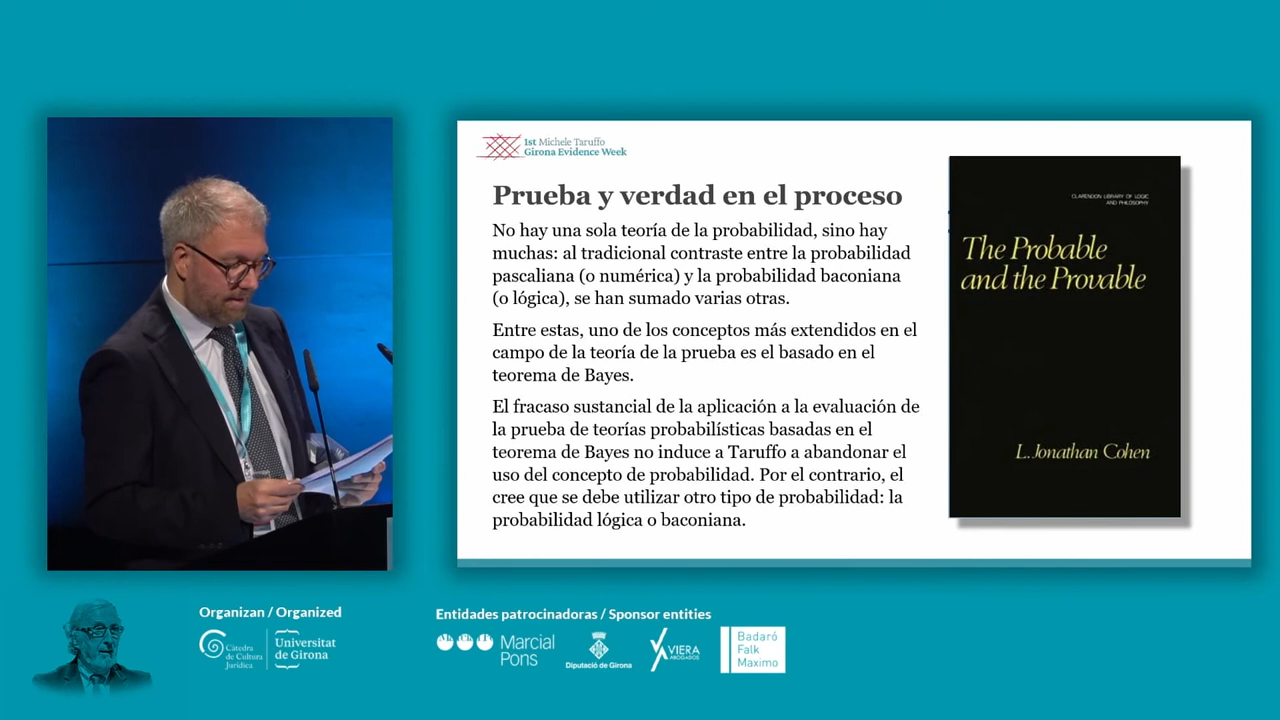 1st Michele Taruffo
Girona Evidence Week
Prueba y verdad en el proceso
No hay una sola teoría de la probabilidad, sino hay
muchas: al tradicional contraste entre la probabilidad
pascaliana (o numérica) y la probabilidad baconiana
(o lógica), se han sumado varias otras.
Entre estas, uno de los conceptos más extendidos en el
campo de la teoría de la prueba es el basado en el
teorema de Bayes.
El fracaso sustancial de la aplicación a la evaluación de
la prueba de teorías probabilísticas basadas en el
teorema de Bayes no induce a Taruffo a abandonar el
uso del concepto de probabilidad. Por el contrario, el
cree que se debe utilizar otro tipo de probabilidad: la
probabilidad lógica o baconiana.
CLARENDON LIBRARY OF LOGIC
AND PHILOSOPHY
The Probable
and the Provable
L. Jonathan Cohen
Organizan / Organized
Càtedra
de Cultura
Jurídica
Universitat
de Girona
Entidades patrocinadoras / Sponsor entities
Marcial
Pons
Diputació de Girona
VIERA
ABOGADOS
Badaró
Falk
Maximo